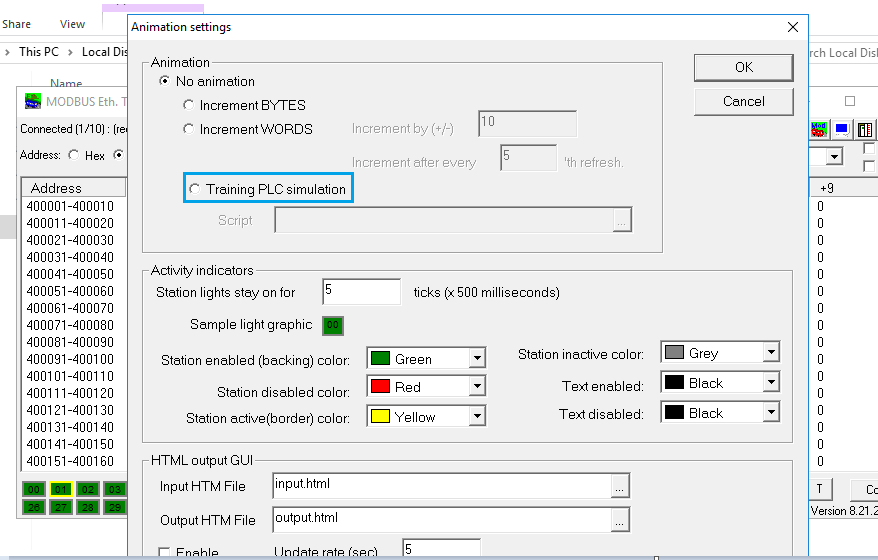 Share View
Animation settings
This PC > Local Dis
rch Local Disk
Name
Animation
No animation
OK
MODBUS Eth. T
Increment BYTES
Cancel
Connected (1/10) : (rec
Increment WORDS
Increment by (+/-) 10
Address: Hex
Increment after every 5 'th refresh.
Address
Training PLC simulation
+9
400001-400010 0
Script ...
400011-400020 0
400021-400030 0
400031-400040 0
400041-400050 0
Activity indicators
400051-400060 0
Station lights stay on for 5 ticks (x 500 milliseconds)
400061-400070 0
400071-400080 0
Sample light graphic 00
400081-400090 0
Station enabled (backing) color: Green
Station inactive color: Grey
400091-400100 0
400101-400110 0
Station disabled color: Red
Text enabled: Black
400111-400120 0
400121-400130 0
Station active(border) color: Yellow
Text disabled: Black
400131-400140 0
400141-400150 0
400151-400160 0
HTML output GUI
00 01 02 03
Input HTM File input.html ...
T Co
26 27 28 29
Output HTM File output.html ...
Version 8.21.2
Enable Update rate (sec) 5